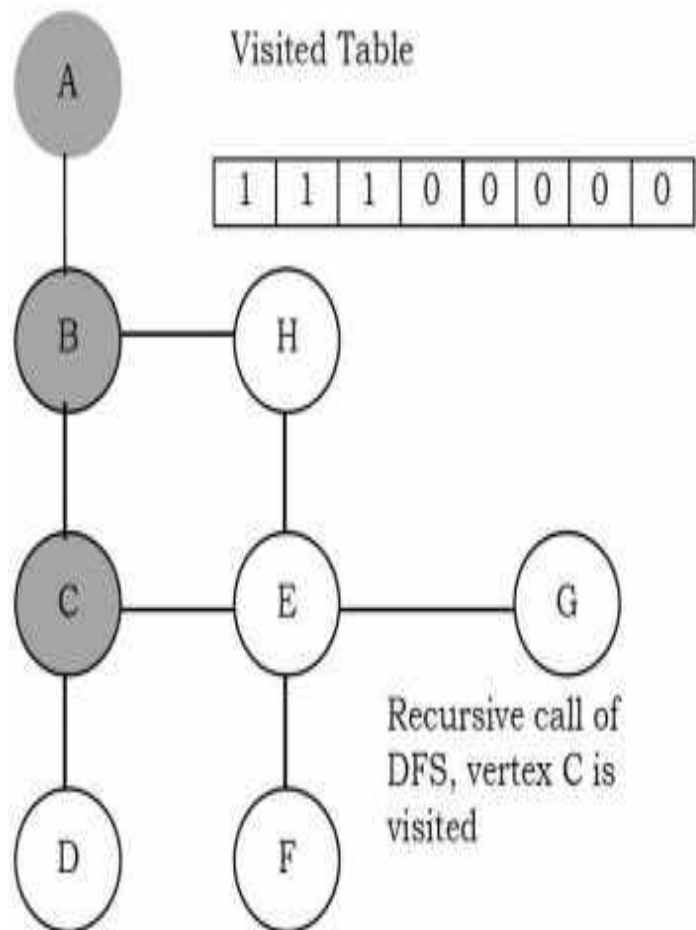 A
Visited Table
1 1 1 0 0 0 0 0
B H
C E G
Recursive call of
DFS, vertex C is
visited
D F